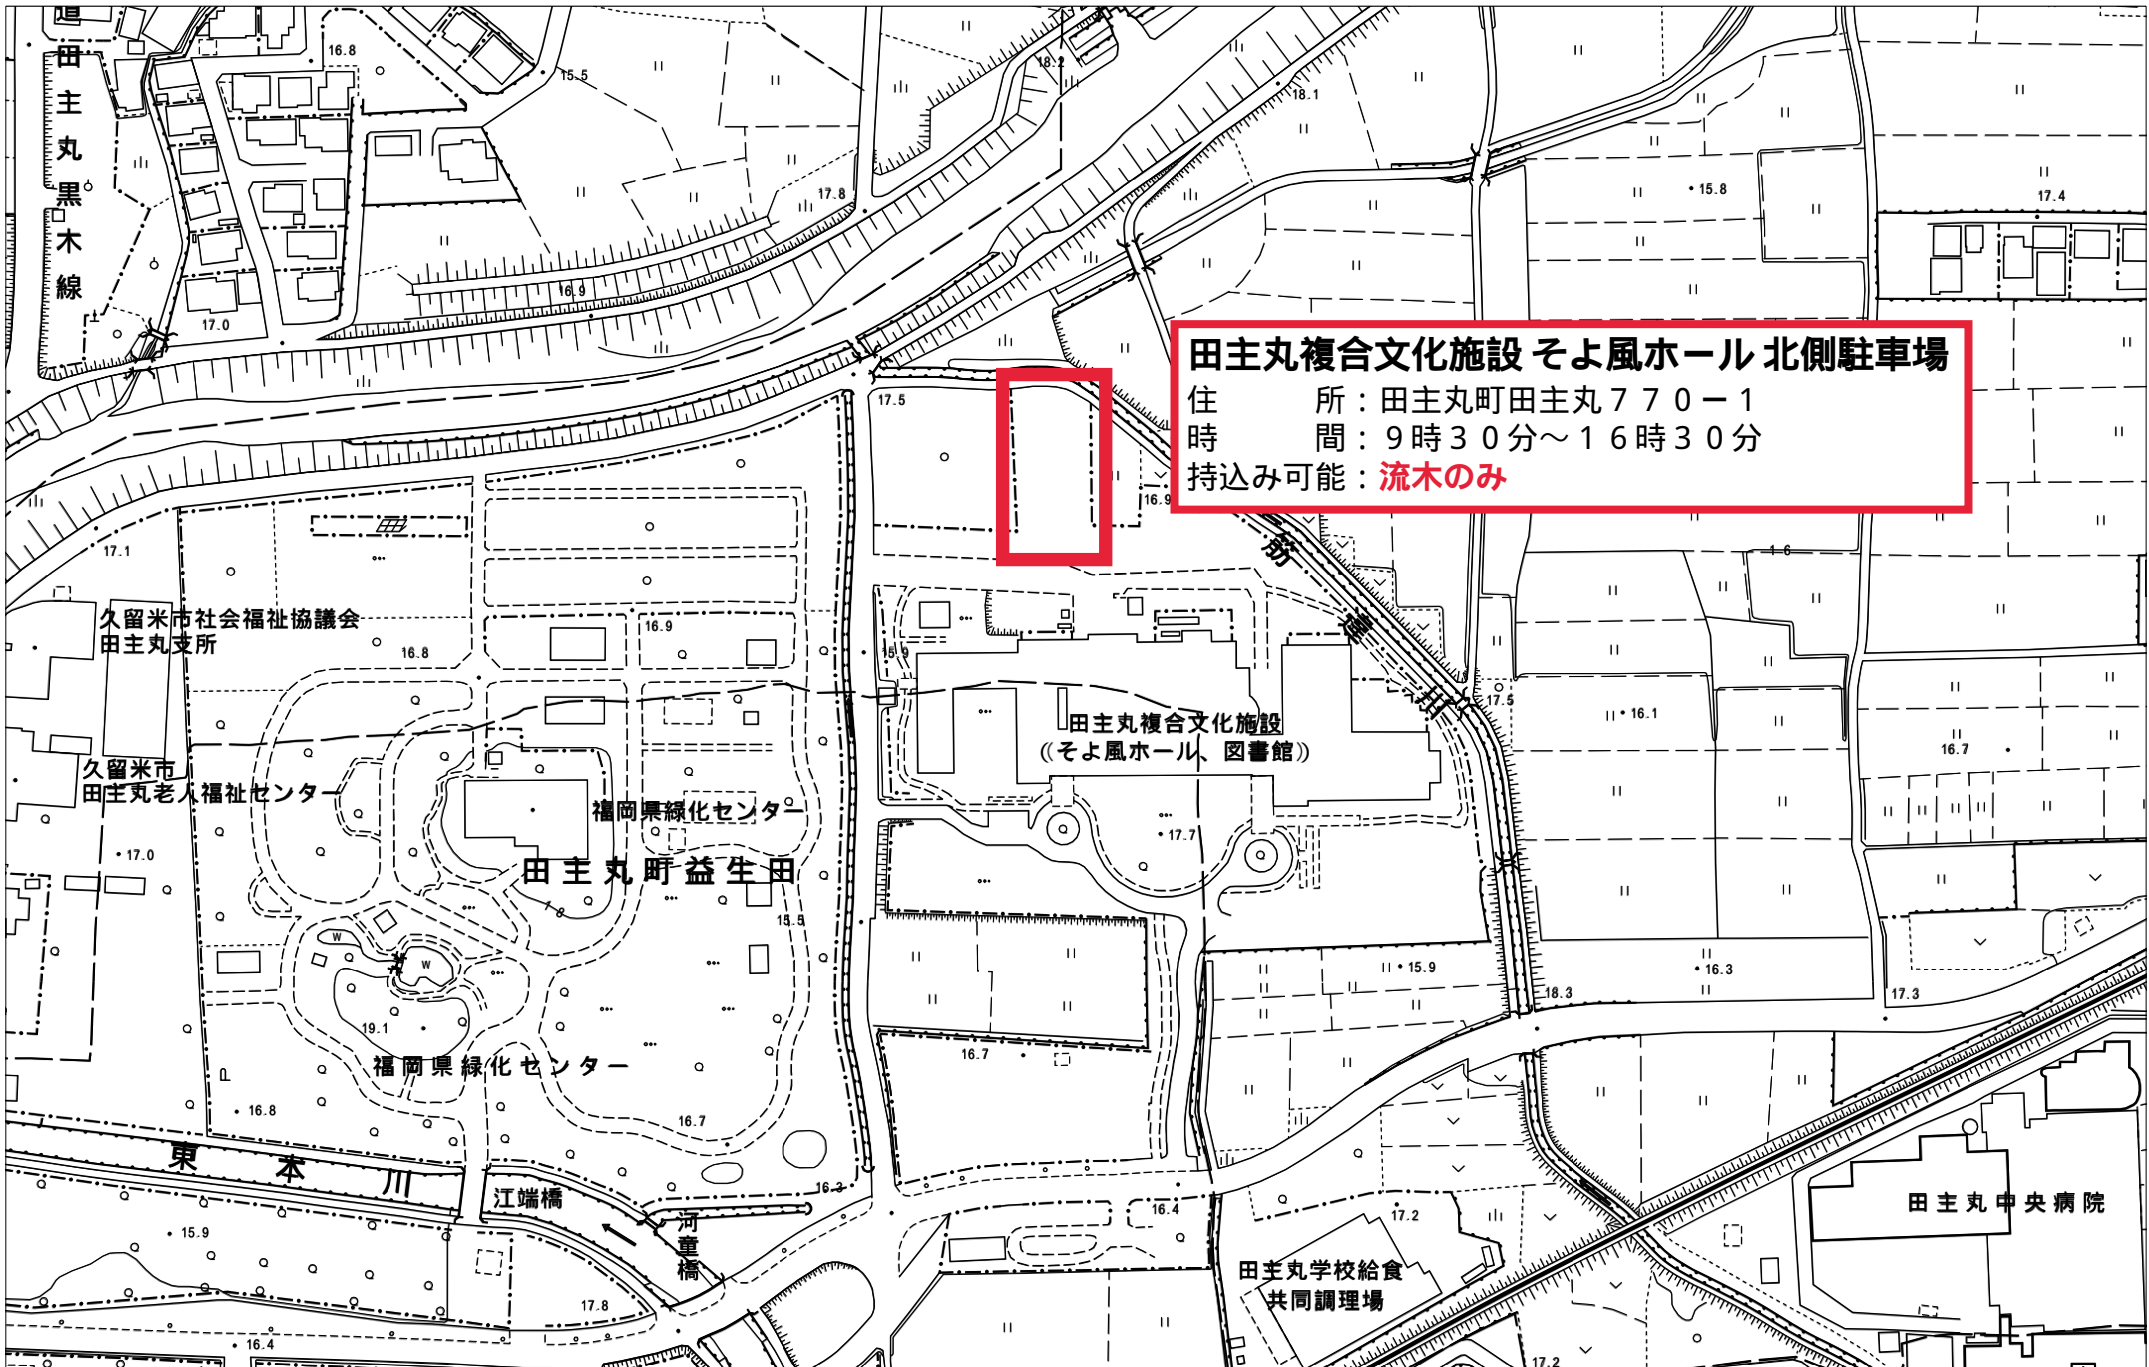 道
田主丸黒木線
16.8
15.5
18.2
18.1
15.8
17.4
17.8
16.9
17.0
田主丸複合文化施設 そよ風ホール 北側駐車場
住　　　所：田主丸町田主丸７７０－１
時　　　間：９時３０分～１６時３０分
持込み可能：流木のみ
17.5
16.9
17.1
筋違川
16
久留米市社会福祉協議会
田主丸支所
16.8
16.9
15.9
17.5
16.1
16.7
田主丸複合文化施設
((そよ風ホール、図書館))
久留米市
田主丸老人福祉センター
福岡県緑化センター
17.7
17.0
田主丸町益生田
18
15.5
W
W
15.9
16.3
18.3
17.3
19.1
16.7
福岡県緑化センター
P
16.8
16.7
東本川
江端橋
16.3
16.4
17.2
田主丸中央病院
15.9
河童橋
田主丸学校給食
共同調理場
17.8
16.4
17.2